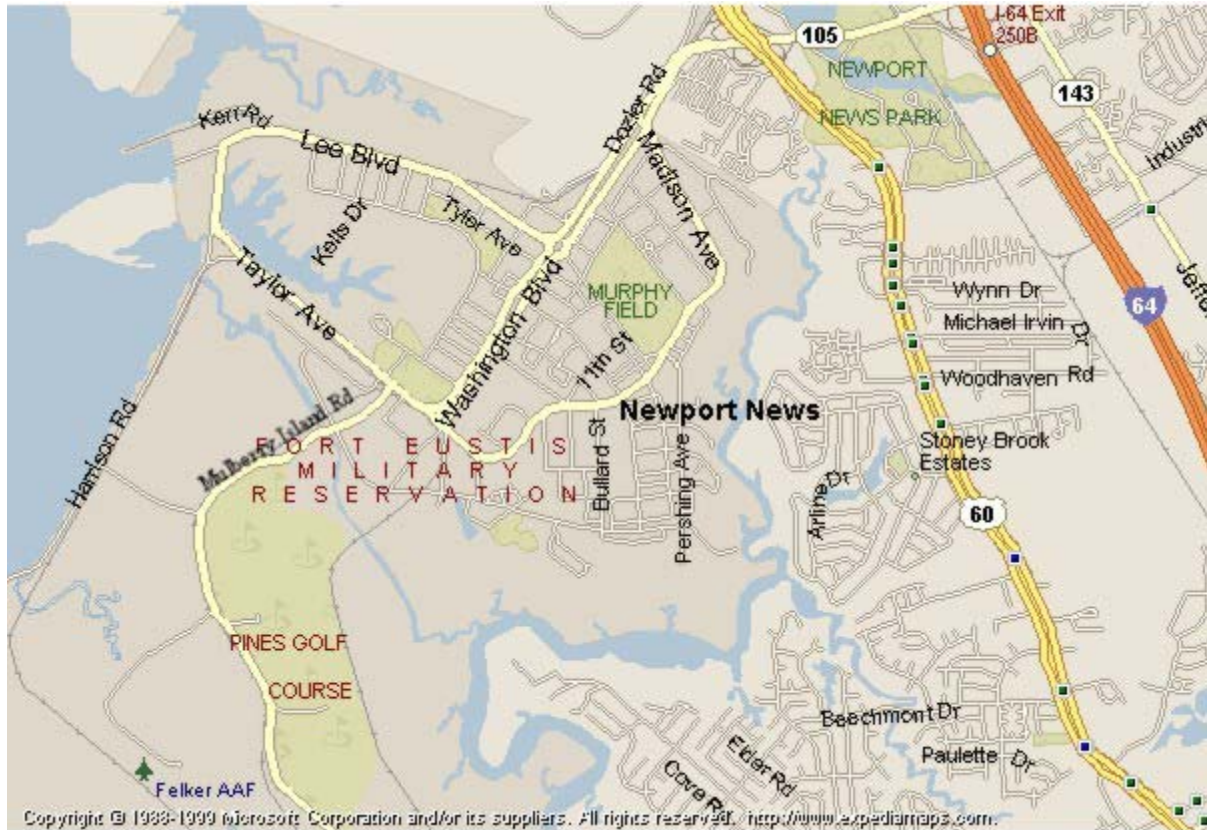 I-64 Exit
250B
105
NEWPORT
NEWS PARK
143
Industri
Kerr Rd
Lee Blvd
Dozier Rd
Madison Ave
Tyler Ave
Kells Dr
Taylor Ave
Washington Blvd
MURPHY
FIELD
11th St
Wynn Dr
Michael Irvin Dr
Woodhaven Rd
64
Jeffe
Newport News
Stoney Brook
Estates
Harrison Rd
Mulberry Island Rd
FORT EUSTIS
MILITARY
RESERVATION
Bullard St
Pershing Ave
Arline Dr
60
PINES GOLF
COURSE
Beechmont Dr
Paulette Dr
Elder Rd
Cove Rd
Felker AAF
Copyright © 1988-1999 Microsoft Corporation and/or its suppliers. All rights reserved. http://www.expediamaps.com.